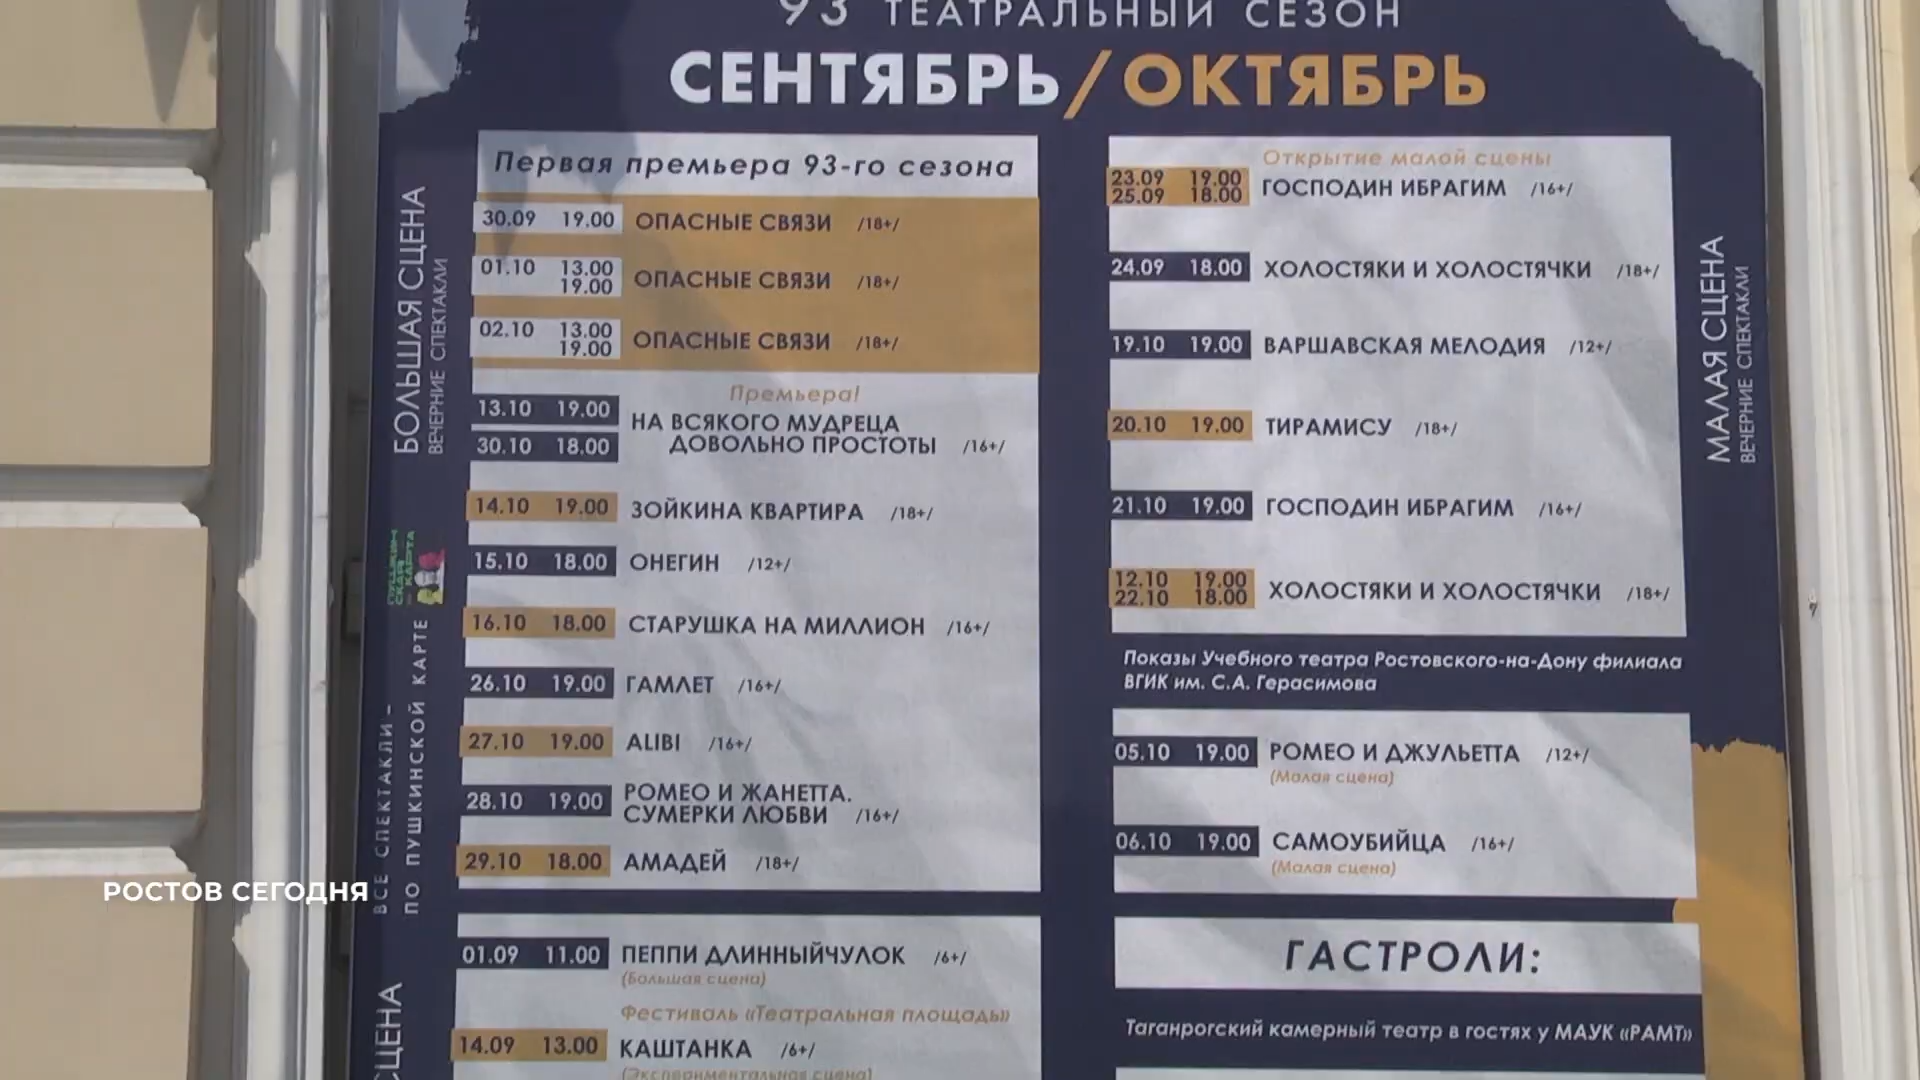 93 ТЕАТРАЛЬНЫЙ СЕЗОН
СЕНТЯБРЬ/ОКТЯБРЬ
БОЛЬШАЯ СЦЕНА
ВЕЧЕРНИЕ СПЕКТАКЛИ
Первая премьера 93-го сезона
30.09 19.00 ОПАСНЫЕ СВЯЗИ /18+/
01.10 13.00 ОПАСНЫЕ СВЯЗИ /18+/
19.00
02.10 13.00 ОПАСНЫЕ СВЯЗИ /18+/
19.00
Премьера!
13.10 19.00 НА ВСЯКОГО МУДРЕЦА
30.10 18.00 ДОВОЛЬНО ПРОСТОТЫ /16+/
14.10 19.00 ЗОЙКИНА КВАРТИРА /18+/
15.10 18.00 ОНЕГИН /12+/
16.10 18.00 СТАРУШКА НА МИЛЛИОН /16+/
26.10 19.00 ГАМЛЕТ /16+/
27.10 19.00 ALIBI /16+/
28.10 19.00 РОМЕО И ЖАНЕТТА.
СУМЕРКИ ЛЮБВИ /16+/
29.10 18.00 АМАДЕЙ /18+/
ПУШКИН
СКАЯ
КАРТА
ВСЕ СПЕКТАКЛИ –
ПО ПУШКИНСКОЙ КАРТЕ
СЦЕНА
01.09 11.00 ПЕППИ ДЛИННЫЙЧУЛОК /6+/
(Большая сцена)
Фестиваль «Театральная площадь»
14.09 13.00 КАШТАНКА /6+/
(Экспериментальная сцена)
МАЛАЯ СЦЕНА
ВЕЧЕРНИЕ СПЕКТАКЛИ
Открытие малой сцены
23.09 19.00 ГОСПОДИН ИБРАГИМ /16+/
25.09 18.00
24.09 18.00 ХОЛОСТЯКИ И ХОЛОСТЯЧКИ /18+/
19.10 19.00 ВАРШАВСКАЯ МЕЛОДИЯ /12+/
20.10 19.00 ТИРАМИСУ /18+/
21.10 19.00 ГОСПОДИН ИБРАГИМ /16+/
12.10 19.00 ХОЛОСТЯКИ И ХОЛОСТЯЧКИ /18+/
22.10 18.00
Показы Учебного театра Ростовского-на-Дону филиала
ВГИК им. С.А. Герасимова
05.10 19.00 РОМЕО И ДЖУЛЬЕТТА /12+/
(Малая сцена)
06.10 19.00 САМОУБИЙЦА /16+/
(Малая сцена)
ГАСТРОЛИ:
Таганрогский камерный театр в гостях у МАУК «РАМТ»
РОСТОВ СЕГОДНЯ